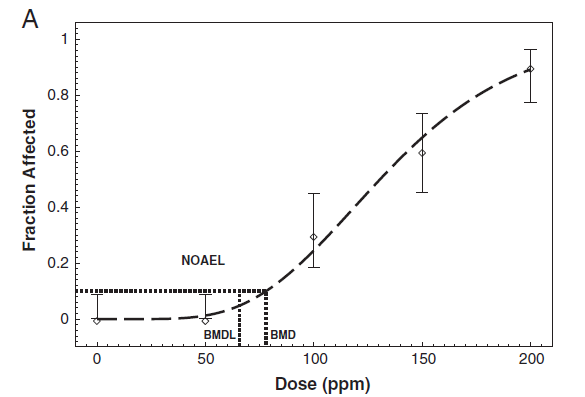 A
1
0.8
0.6
0.4
0.2
0
Fraction Affected
NOAEL
BMDL
BMD
0 50 100 150 200
Dose (ppm)